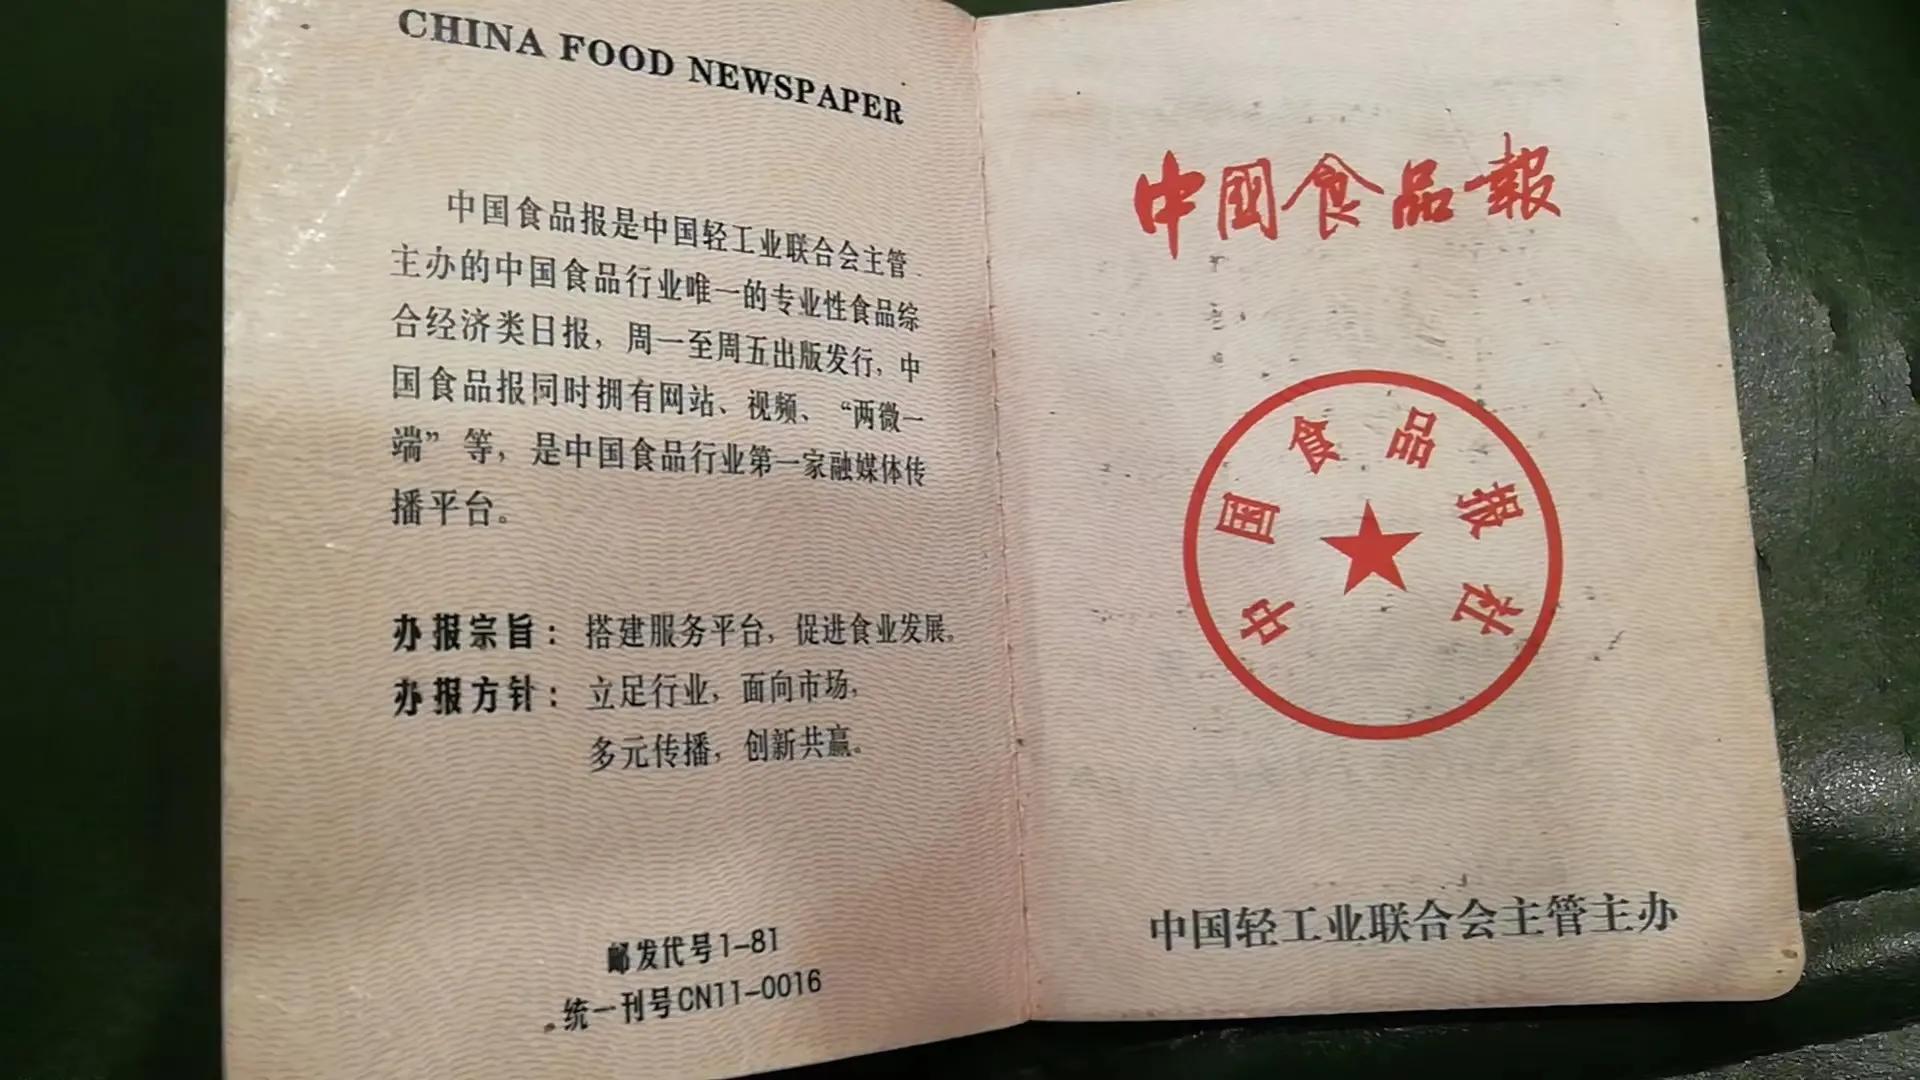 CHINA FOOD NEWSPAPER
中国食品报是中国轻工业联合会主管
主办的中国食品行业唯一的专业性食品综
合经济类日报，周一至周五出版发行，中
国食品报同时拥有网站、视频、“两微一
端”等，是中国食品行业第一家融媒体传
播平台。
办报宗旨：搭建服务平台，促进食业发展。
办报方针：立足行业，面向市场，
多元传播，创新共赢。
邮发代号1-81
统一刊号CN11-0016
中國食品報
中国食品报社
中国轻工业联合会主管主办